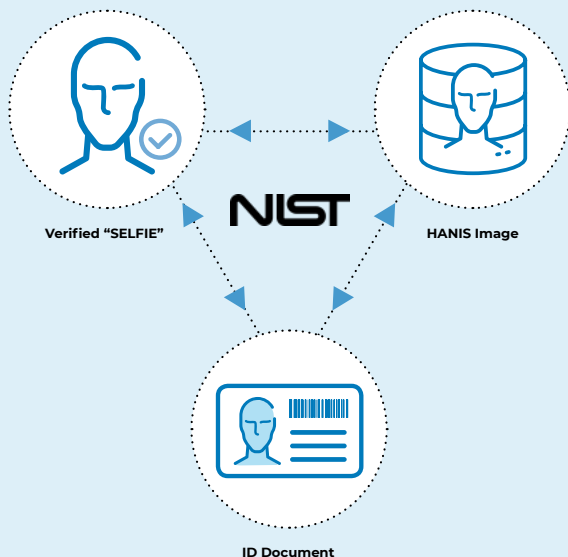 NIST
Verified “SELFIE”
HANIS Image
ID Document